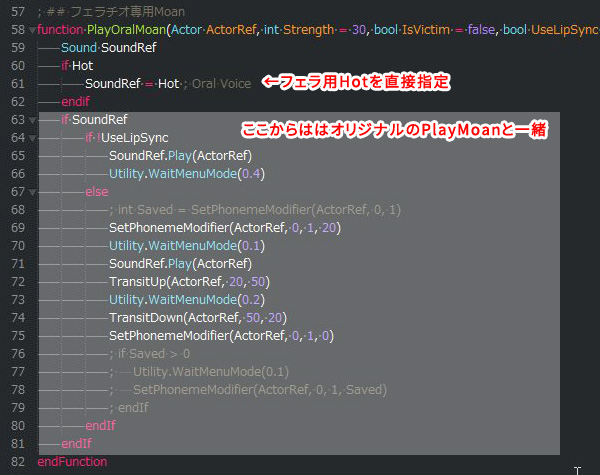 57 ; ## フェラチオ専用Moan
58 function PlayOralMoan(Actor ActorRef, int Strength = 30, bool IsVictim = false, bool UseLipSync
59 Sound SoundRef
60 if Hot
61 SoundRef = Hot ; Oral Voice ←フェラ用Hotを直接指定
62 endif
63 if SoundRef ここからははオリジナルのPlayMoanと一緒
64 if !UseLipSync
65 SoundRef.Play(ActorRef)
66 Utility.WaitMenuMode(0.4)
67 else
68 ; int Saved = SetPhonemeModifier(ActorRef, 0, 1)
69 SetPhonemeModifier(ActorRef, 0, 1, 20)
70 Utility.WaitMenuMode(0.1)
71 SoundRef.Play(ActorRef)
72 TransitUp(ActorRef, 20, 50)
73 Utility.WaitMenuMode(0.2)
74 TransitDown(ActorRef, 50, 20)
75 SetPhonemeModifier(ActorRef, 0, 1, 0)
76 ; if Saved > 0
77 ; Utility.WaitMenuMode(0.1)
78 ; SetPhonemeModifier(ActorRef, 0, 1, Saved)
79 ; endIf
80 endIf
81 endIf
82 endFunction